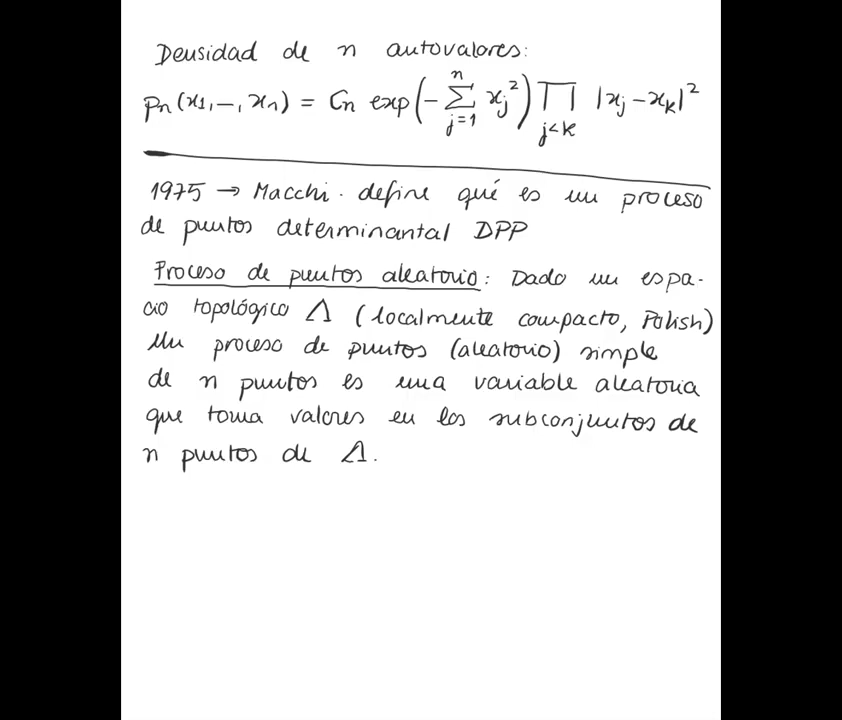 Densidad de n autovalores:
pn(x1,–,xn) = Cn exp(- ∑_{j=1}^{n} xj²) ∏_{j<k} |xj - xk|²
1975 → Macchi. define qué es un proceso
de puntos determinantal DPP
Proceso de puntos aleatorio: Dado un espa-
cio topológico Λ (localmente compacto, Polish)
Un proceso de puntos (aleatorio) simple
de n puntos es una variable aleatoria
que toma valores en los subconjuntos de
n puntos de Λ.